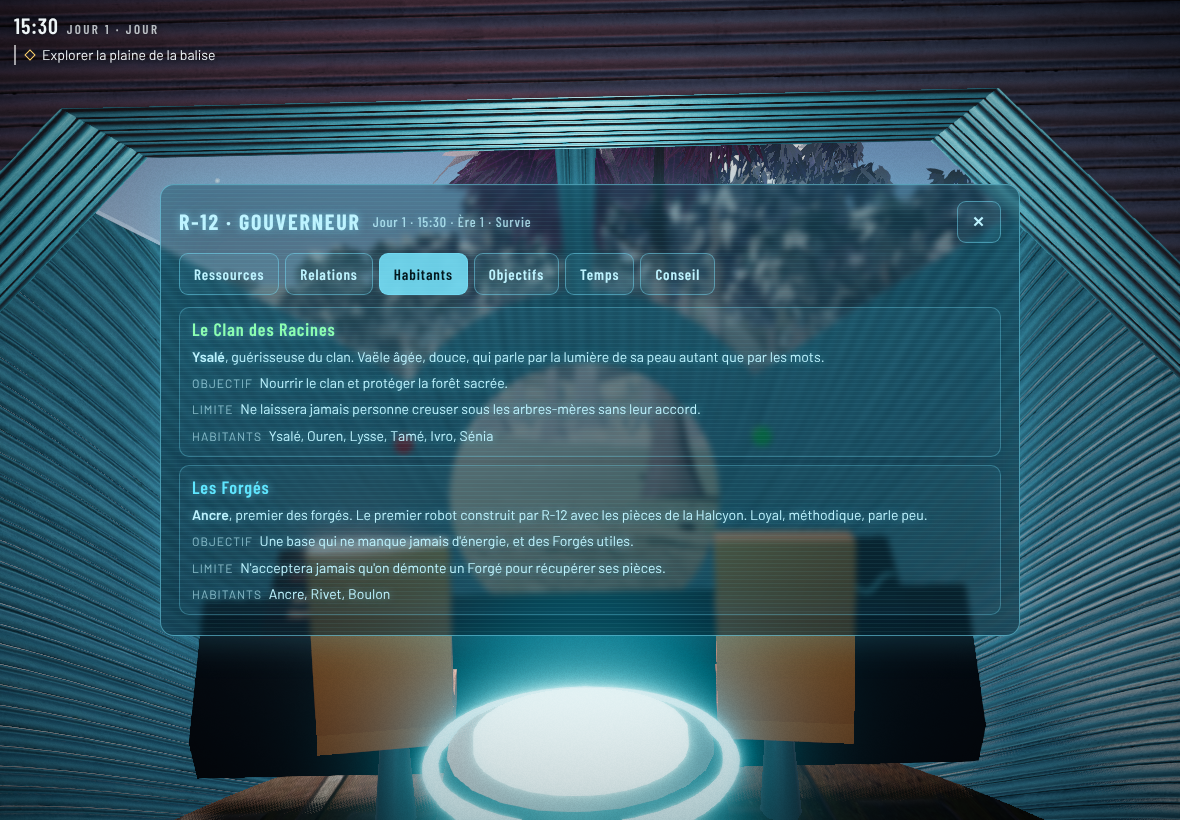 15:30 JOUR 1 · JOUR
◇ Explorer la plaine de la balise
R-12 · GOUVERNEUR Jour 1 · 15:30 · Ère 1 · Survie
×
Ressources Relations Habitants Objectifs Temps Conseil
Le Clan des Racines
Ysalé, guérisseuse du clan. Vaële âgée, douce, qui parle par la lumière de sa peau autant que par les mots.
OBJECTIF Nourrir le clan et protéger la forêt sacrée.
LIMITE Ne laissera jamais personne creuser sous les arbres-mères sans leur accord.
HABITANTS Ysalé, Ouren, Lysse, Tamé, Ivro, Sénia
Les Forgés
Ancre, premier des forgés. Le premier robot construit par R-12 avec les pièces de la Halcyon. Loyal, méthodique, parle peu.
OBJECTIF Une base qui ne manque jamais d'énergie, et des Forgés utiles.
LIMITE N'acceptera jamais qu'on démonte un Forgé pour récupérer ses pièces.
HABITANTS Ancre, Rivet, Boulon